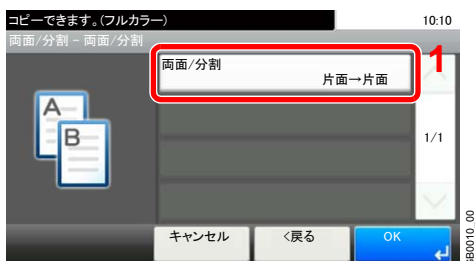 コピーできます。(フルカラー)
10:10
両面/分割 - 両面/分割
両面/分割
片面→片面
1
A
B
1/1
キャンセル
<戻る
OK
GB0010_00